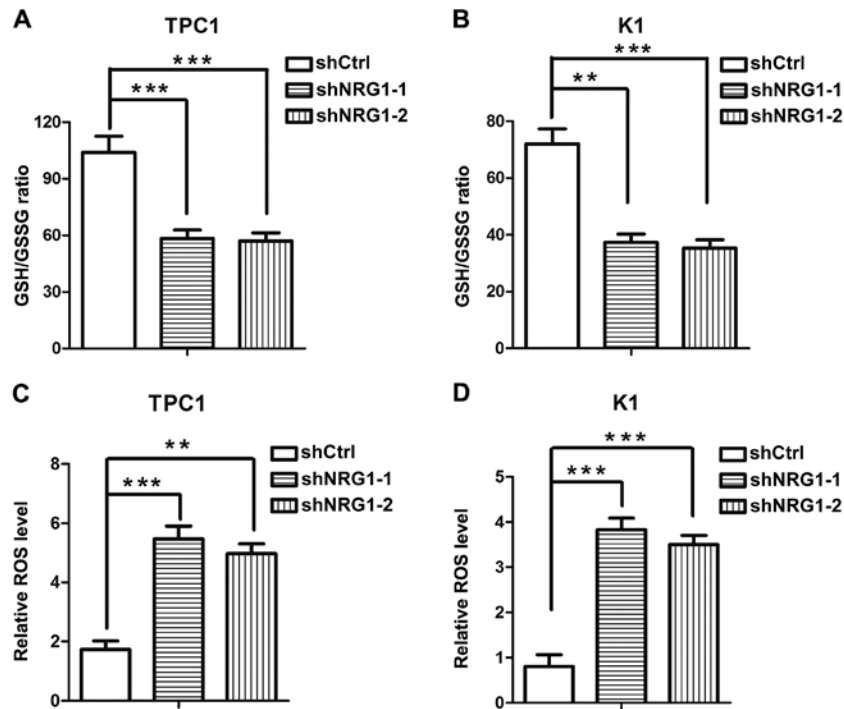 A
TPC1
***
***
shCtrl
shNRG1-1
shNRG1-2
GSH/GSSG ratio
120
90
60
30
0
B
K1
***
**
shCtrl
shNRG1-1
shNRG1-2
GSH/GSSG ratio
80
60
40
20
0
C
TPC1
**
***
shCtrl
shNRG1-1
shNRG1-2
Relative ROS level
8
6
4
2
0
D
K1
***
***
shCtrl
shNRG1-1
shNRG1-2
Relative ROS level
5
4
3
2
1
0